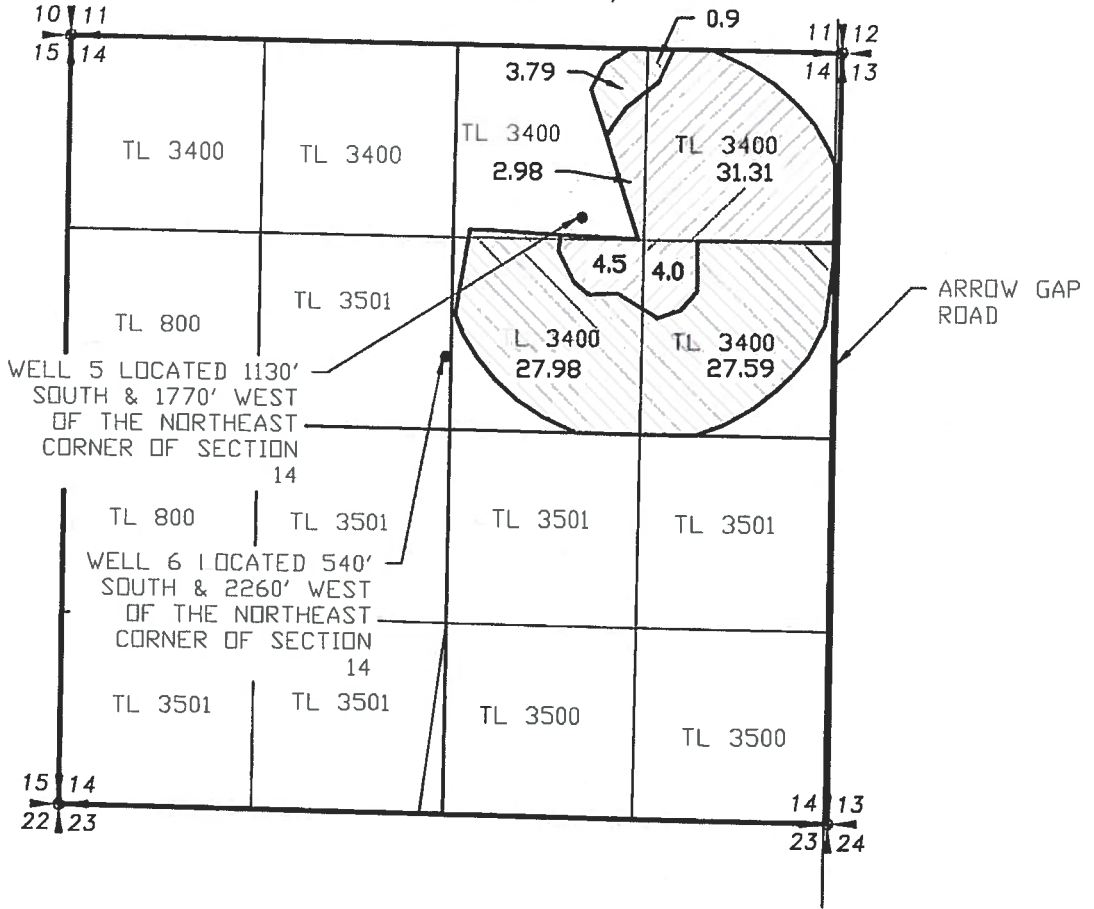 10 11
15 14
0.9
11 12
14 13
3.79
TL 3400
TL 3400
TL 3400
2.98
TL 3400
31.31
TL 800
TL 3501
4.5
4.0
ARROW GAP
ROAD
L 3400
27.98
TL 3400
27.59
WELL 5 LOCATED 1130'
SOUTH & 1770' WEST
OF THE NORTHEAST
CORNER OF SECTION
14
TL 800
TL 3501
TL 3501
TL 3501
WELL 6 LOCATED 540'
SOUTH & 2260' WEST
OF THE NORTHEAST
CORNER OF SECTION
14
TL 3501
TL 3501
TL 3500
TL 3500
15 14
22 23
14 13
23 24